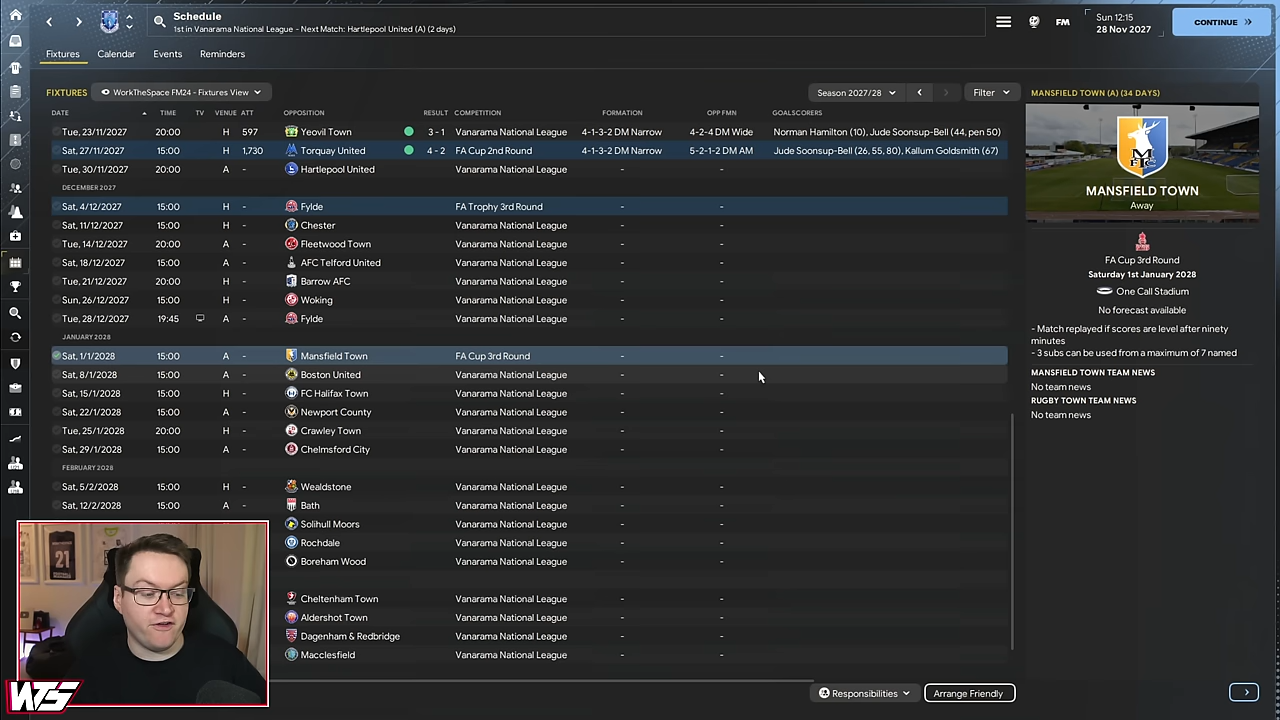 Schedule
1st in Vanarama National League - Next Match: Hartlepool United (A) (2 days)
FM
Sun 12:15
28 Nov 2027
CONTINUE
Fixtures
Calendar
Events
Reminders
FIXTURES
WorkTheSpace FM24 - Fixtures View
Season 2027/28
Filter
DATE TIME TV VENUE ATT OPPOSITION RESULT COMPETITION FORMATION OPP FMN GOALSCORERS
Tue, 23/11/2027 20:00 H 597 Yeovil Town Vanarama National League 4-1-3-2 DM Narrow 4-2-4 DM Wide Norman Hamilton (10), Jude Soonsup-Bell (44, pen 50)
Sat, 27/11/2027 15:00 H 1,730 Torquay United 4 - 2 FA Cup 2nd Round 4-1-3-2 DM Narrow 5-2-1-2 DM AM Jude Soonsup-Bell (26, 55, 80), Kallum Goldsmith (67)
Tue, 30/11/2027 20:00 A - Hartlepool United Vanarama National League - -
DECEMBER 2027
Sat, 4/12/2027 15:00 H - Fylde FA Trophy 3rd Round - -
Sat, 11/12/2027 15:00 H - Chester Vanarama National League - -
Tue, 14/12/2027 20:00 A - Fleetwood Town Vanarama National League - -
Sat, 18/12/2027 15:00 A - AFC Telford United Vanarama National League - -
Tue, 21/12/2027 20:00 H - Barrow AFC Vanarama National League - -
Sun, 26/12/2027 15:00 H - Woking Vanarama National League - -
Tue, 28/12/2027 19:45 A - Fylde Vanarama National League - -
JANUARY 2028
Sat, 1/1/2028 15:00 A - Mansfield Town FA Cup 3rd Round - -
Sat, 8/1/2028 15:00 A - Boston United Vanarama National League - -
Sat, 15/1/2028 15:00 H - FC Halifax Town Vanarama National League - -
Sat, 22/1/2028 15:00 A - Newport County Vanarama National League - -
Tue, 25/1/2028 20:00 H - Crawley Town Vanarama National League - -
Sat, 29/1/2028 15:00 A - Chelmsford City Vanarama National League - -
FEBRUARY 2028
Sat, 5/2/2028 15:00 H - Wealdstone Vanarama National League - -
Sat, 12/2/2028 15:00 A - Bath Vanarama National League - -
Solihull Moors Vanarama National League - -
Rochdale Vanarama National League - -
Boreham Wood Vanarama National League - -
Cheltenham Town Vanarama National League - -
Aldershot Town Vanarama National League - -
Dagenham & Redbridge Vanarama National League - -
Macclesfield Vanarama National League - -
Responsibilities
Arrange Friendly
MANSFIELD TOWN (A) (34 DAYS)
MANSFIELD TOWN
Away
FA Cup 3rd Round
Saturday 1st January 2028
One Call Stadium
No forecast available
- Match replayed if scores are level after ninety
minutes
- 3 subs can be used from a maximum of 7 named
MANSFIELD TOWN TEAM NEWS
No team news
RUGBY TOWN TEAM NEWS
No team news
21
WTS